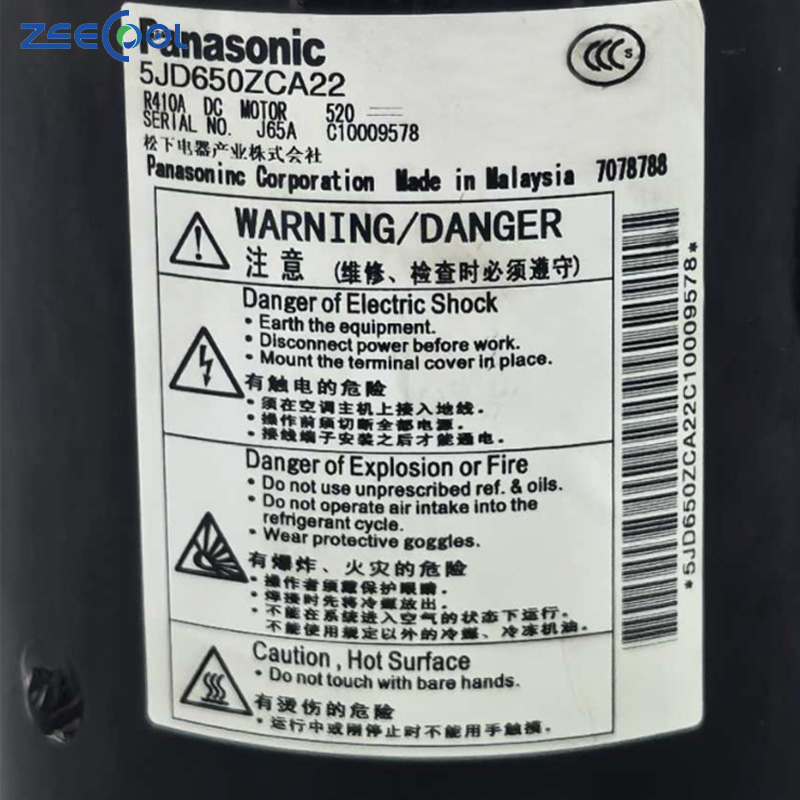 ZEECOOL
Panasonic
5JD650ZCA22
R410A DC MOTOR 520
SERIAL NO. J65A C10009578
松下电器产业株式会社
Panasoninc Corporation Made in Malaysia 7078788
CCC S
WARNING/DANGER
注意 (维修、检查时必须遵守)
Danger of Electric Shock
• Earth the equipment.
• Disconnect power before work.
• Mount the terminal cover in place.
有触电的危险
• 须在空调主机上接入地线.
• 操作前须切断全部电源.
• 接线端子安装之后才能通电.
Danger of Explosion or Fire
• Do not use unprescribed ref. & oils.
• Do not operate air intake into the
refrigerant cycle.
• Wear protective goggles.
有爆炸、火灾的危险
• 操作者须戴保护眼睛.
• 焊接时先将冷媒放出.
• 不能在系统进入空气的状态下运行.
不能使用规定以外的冷媒、冷冻机油.
Caution , Hot Surface
• Do not touch with bare hands.
有烫伤的危险
• 运行中或刚停止时不能用手触摸.
*5JD650ZCA22C10009578*